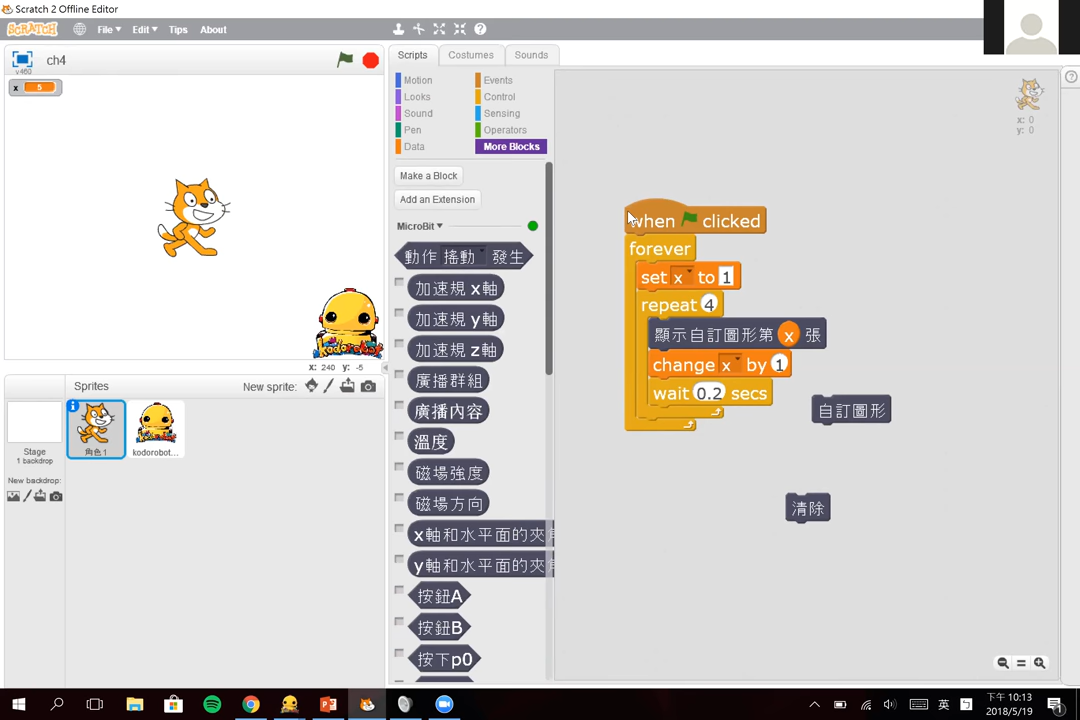 Scratch 2 Offline Editor
SCRATCH File Edit Tips About
v460
ch4
x 5
Scripts Costumes Sounds
Motion Events
Looks Control
Sound Sensing
Pen Operators
Data More Blocks
Make a Block
Add an Extension
MicroBit
動作 搖動 發生
加速規 x軸
加速規 y軸
加速規 z軸
廣播群組
廣播內容
溫度
磁場強度
磁場方向
x軸和水平面的夾
y軸和水平面的夾
按鈕A
按鈕B
按下p0
x: 0
y: 0
when clicked
forever
set x to 1
repeat 4
顯示自訂圖形第 x 張
change x by 1
wait 0.2 secs
自訂圖形
清除
kodorobot
x: 240 y: -5
Sprites New sprite:
Stage
1 backdrop
New backdrop:
角色1
kodorobot...
英
下午 10:13
2018/5/19
1